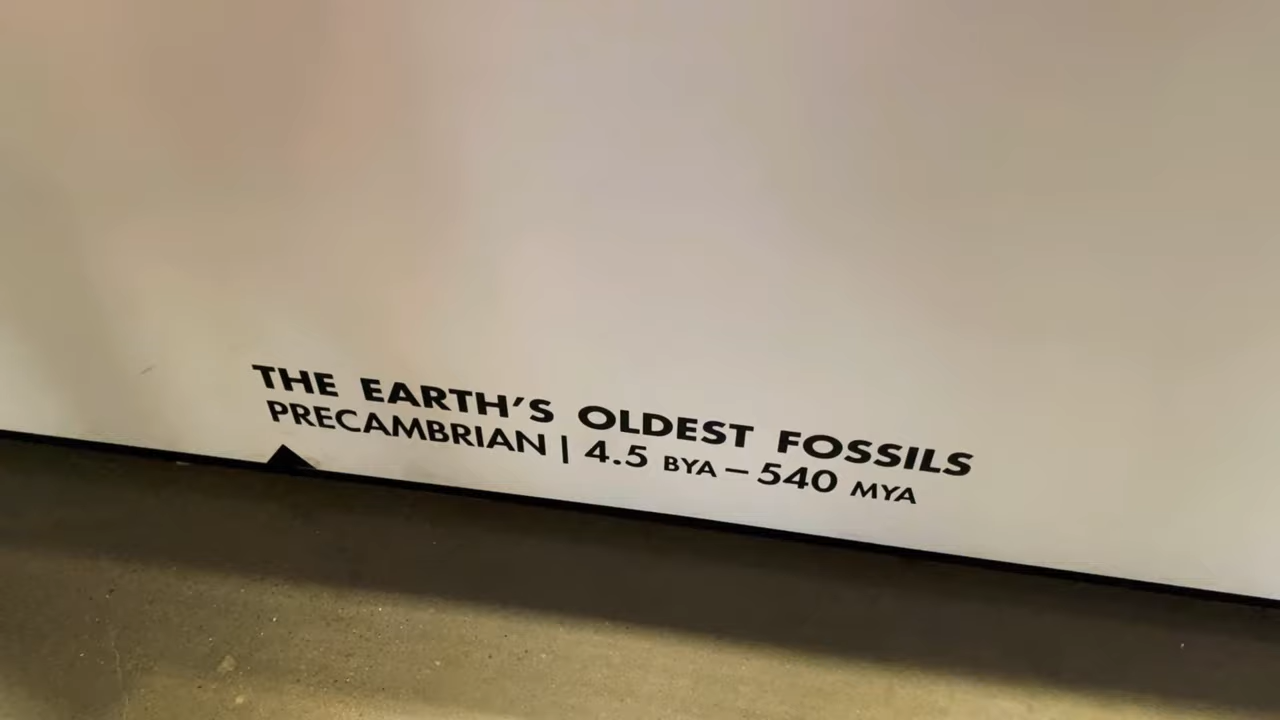 THE EARTH'S OLDEST FOSSILS
PRECAMBRIAN | 4.5 BYA – 540 MYA